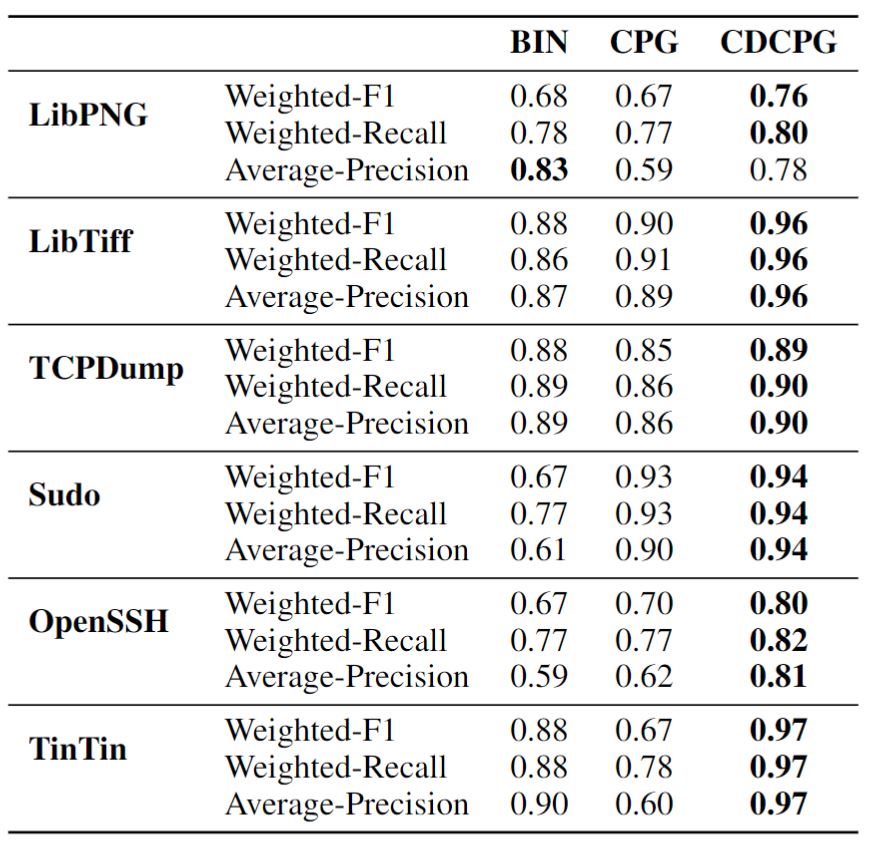 BIN CPG CDCPG
LibPNG Weighted-F1 0.68 0.67 0.76
Weighted-Recall 0.78 0.77 0.80
Average-Precision 0.83 0.59 0.78
LibTiff Weighted-F1 0.88 0.90 0.96
Weighted-Recall 0.86 0.91 0.96
Average-Precision 0.87 0.89 0.96
TCPDump Weighted-F1 0.88 0.85 0.89
Weighted-Recall 0.89 0.86 0.90
Average-Precision 0.89 0.86 0.90
Sudo Weighted-F1 0.67 0.93 0.94
Weighted-Recall 0.77 0.93 0.94
Average-Precision 0.61 0.90 0.94
OpenSSH Weighted-F1 0.67 0.70 0.80
Weighted-Recall 0.77 0.77 0.82
Average-Precision 0.59 0.62 0.81
TinTin Weighted-F1 0.88 0.67 0.97
Weighted-Recall 0.88 0.78 0.97
Average-Precision 0.90 0.60 0.97